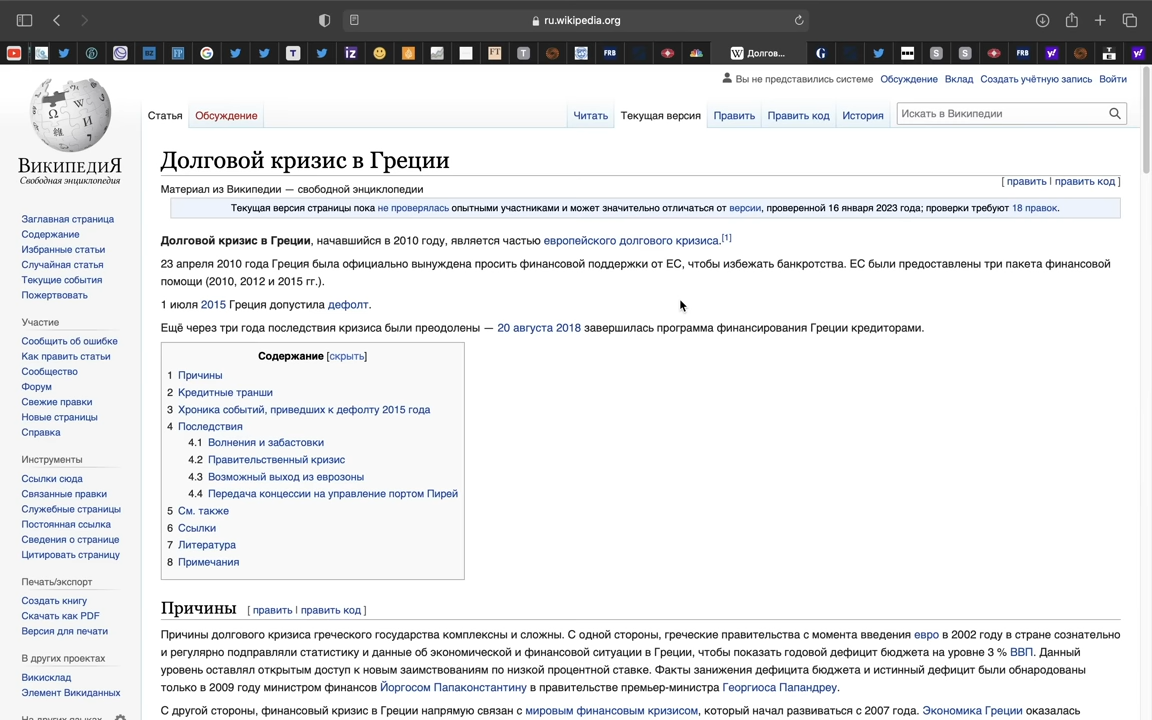 ru.wikipedia.org
Долгов...
Вы не представились системе Обсуждение Вклад Создать учётную запись Войти
Статья Обсуждение Читать Текущая версия Править Править код История Искать в Википедии
ВИКИПЕДИЯ
Свободная энциклопедия
Долговой кризис в Греции
Материал из Википедии — свободной энциклопедии
[ править | править код ]
Текущая версия страницы пока не проверялась опытными участниками и может значительно отличаться от версии, проверенной 16 января 2023 года; проверки требуют 18 правок.
Долговой кризис в Греции, начавшийся в 2010 году, является частью европейского долгового кризиса.[1]
23 апреля 2010 года Греция была официально вынуждена просить финансовой поддержки от ЕС, чтобы избежать банкротства. ЕС были предоставлены три пакета финансовой
помощи (2010, 2012 и 2015 гг.).
1 июля 2015 Греция допустила дефолт.
Ещё через три года последствия кризиса были преодолены — 20 августа 2018 завершилась программа финансирования Греции кредиторами.
Содержание [скрыть]
1 Причины
2 Кредитные транши
3 Хроника событий, приведших к дефолту 2015 года
4 Последствия
4.1 Волнения и забастовки
4.2 Правительственный кризис
4.3 Возможный выход из еврозоны
4.4 Передача концессии на управление портом Пирей
5 См. также
6 Ссылки
7 Литература
8 Примечания
Причины [ править | править код ]
Причины долгового кризиса греческого государства комплексны и сложны. С одной стороны, греческие правительства с момента введения евро в 2002 году в стране сознательно
и регулярно подправляли статистику и данные об экономической и финансовой ситуации в Греции, чтобы показать годовой дефицит бюджета на уровне 3 % ВВП. Данный
уровень оставлял открытым доступ к новым заимствованиям по низкой процентной ставке. Факты занижения дефицита бюджета и истинный дефицит были обнародованы
только в 2009 году министром финансов Йоргосом Папаконстантину в правительстве премьер-министра Георгиоса Папандреу.
С другой стороны, финансовый кризис в Греции напрямую связан с мировым финансовым кризисом, который начал развиваться с 2007 года. Экономика Греции оказалась
Заглавная страница
Содержание
Избранные статьи
Случайная статья
Текущие события
Пожертвовать
Участие
Сообщить об ошибке
Как править статьи
Сообщество
Форум
Свежие правки
Новые страницы
Справка
Инструменты
Ссылки сюда
Связанные правки
Служебные страницы
Постоянная ссылка
Сведения о странице
Цитировать страницу
Печать/экспорт
Создать книгу
Скачать как PDF
Версия для печати
В других проектах
Викисклад
Элемент Викиданных
На других языках